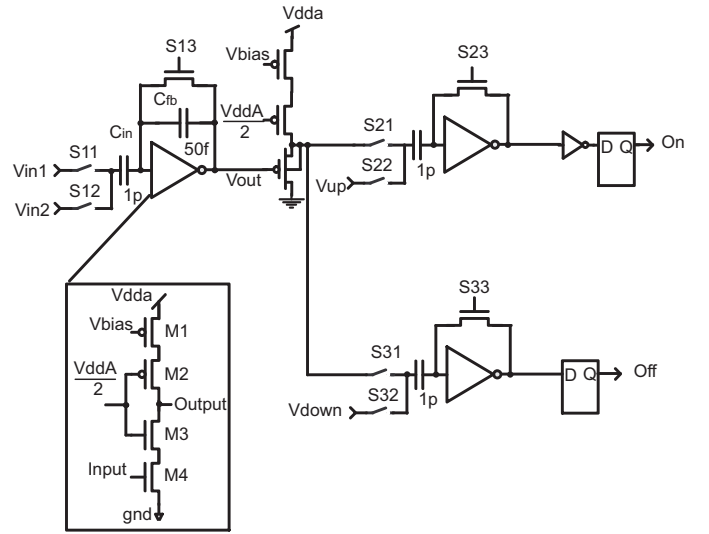 Vdda
S13
Vbias
S23
Cfb
VddA
2
Cin
S11
50f
S21
On
D Q
Vin1
S12
Vout
S22
1p
Vup
1p
Vin2
Vdda
S33
Vbias
M1
S31
Off
VddA
2
M2
D Q
Output
S32
Vdown
1p
M3
Input
M4
gnd